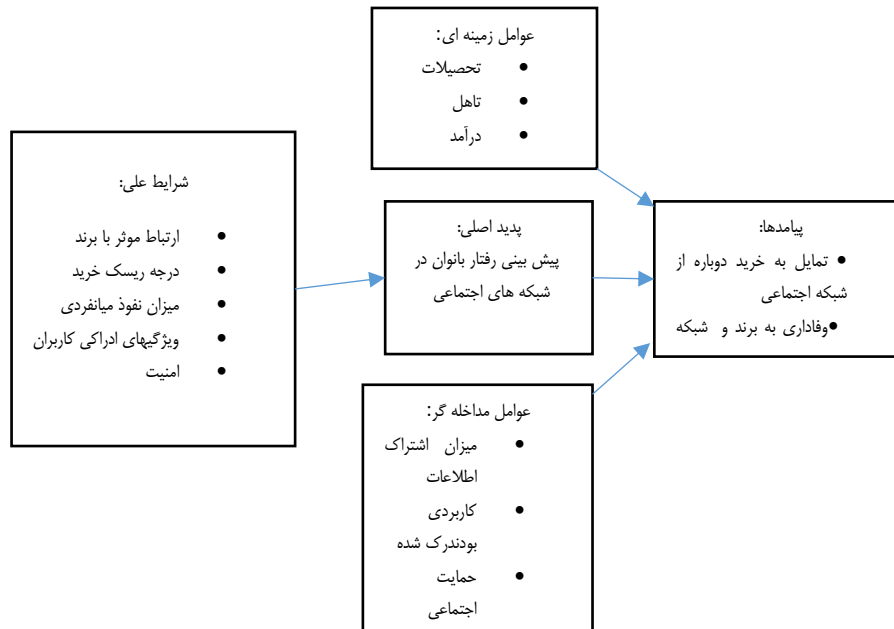 عوامل زمینه ای:
• تحصیلات
• تاهل
• درآمد
شرایط علی:
• ارتباط موثر با برند
• درجه ریسک خرید
• میزان نفوذ میانفردی
• ویژگیهای ادراکی کاربران
• امنیت
پدید اصلی:
پیش بینی رفتار بانوان در
شبکه های اجتماعی
پیامدها:
• تمایل به خرید دوباره از
شبکه اجتماعی
•وفاداری به برند و شبکه
عوامل مداخله گر:
• میزان اشتراک
اطلاعات
• کاربردی
بودندرک شده
• حمایت
اجتماعی